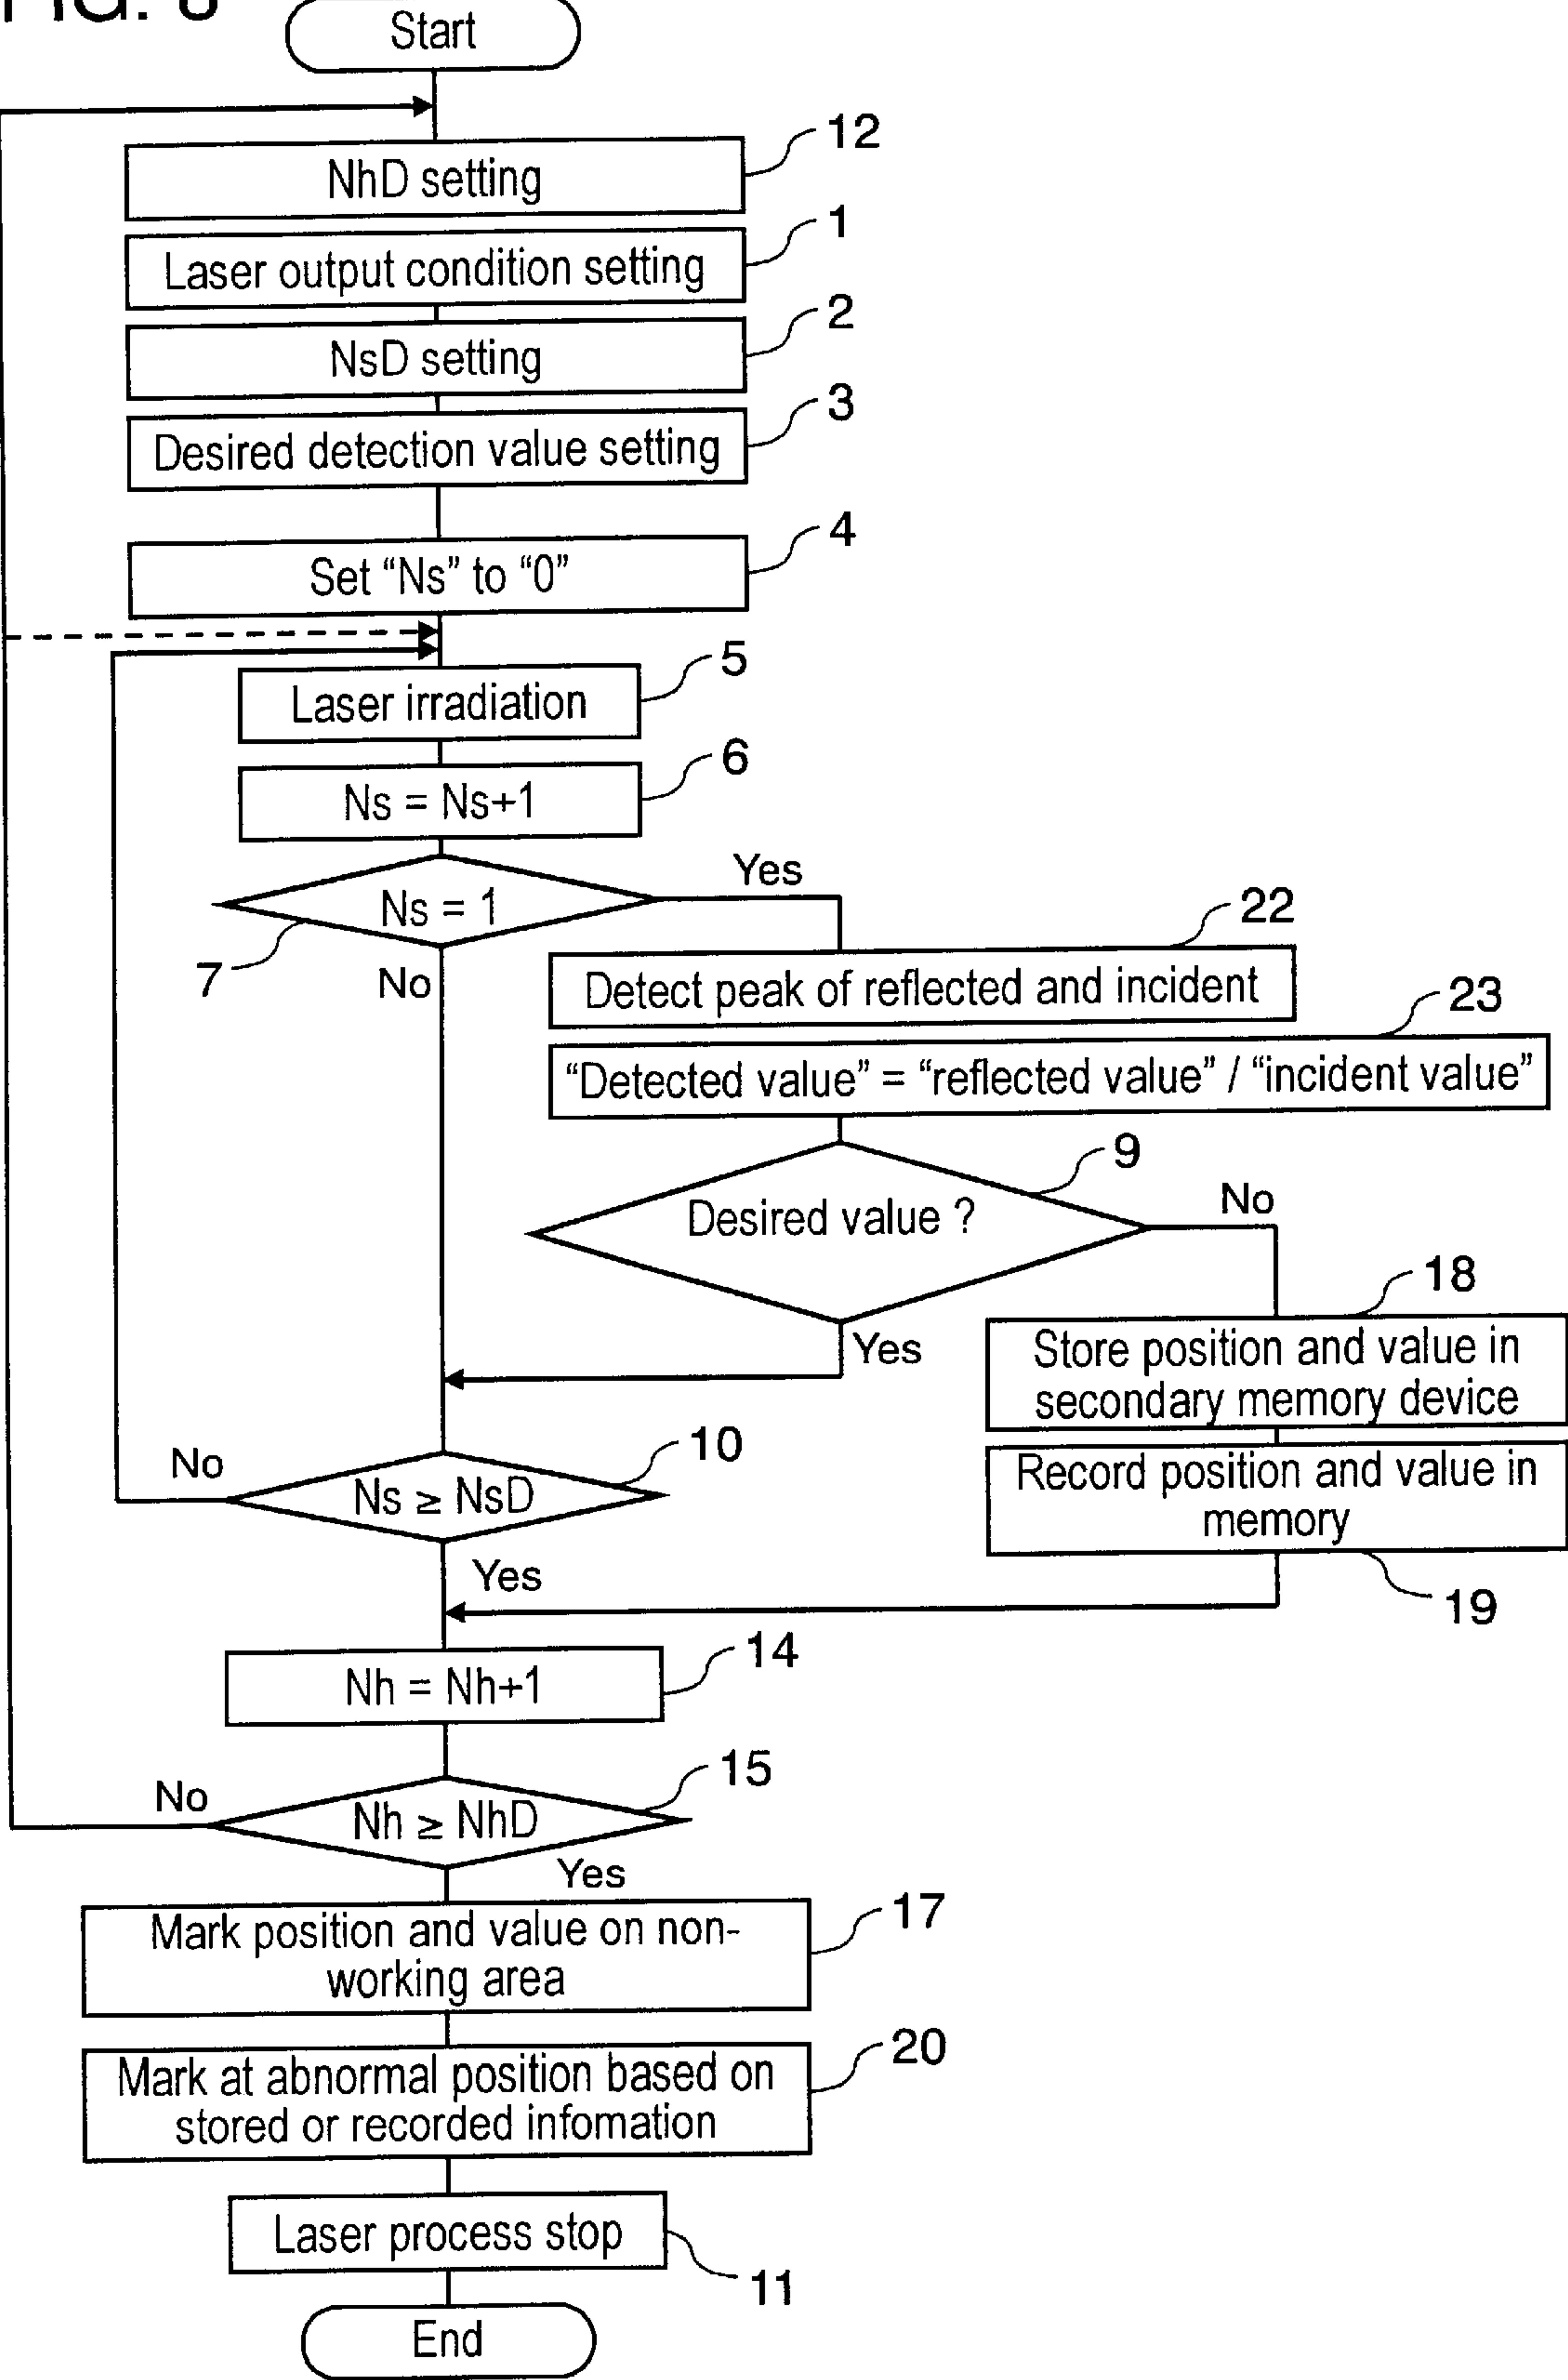 Start
12
NhD setting
1
Laser output condition setting
2
NsD setting
3
Desired detection value setting
4
Set “Ns” to “0”
5
Laser irradiation
6
Ns = Ns+1
Yes
Ns = 1
7
No
22
Detect peak of reflected and incident
23
“Detected value” = “reflected value” / “incident value”
9
Desired value ?
No
Yes
18
Store position and value in
secondary memory device
Record position and value in
memory
19
10
No
Ns ≥ NsD
Yes
14
Nh = Nh+1
15
No
Nh ≥ NhD
Yes
17
Mark position and value on non-
working area
20
Mark at abnormal position based on
stored or recorded infomation
Laser process stop
11
End